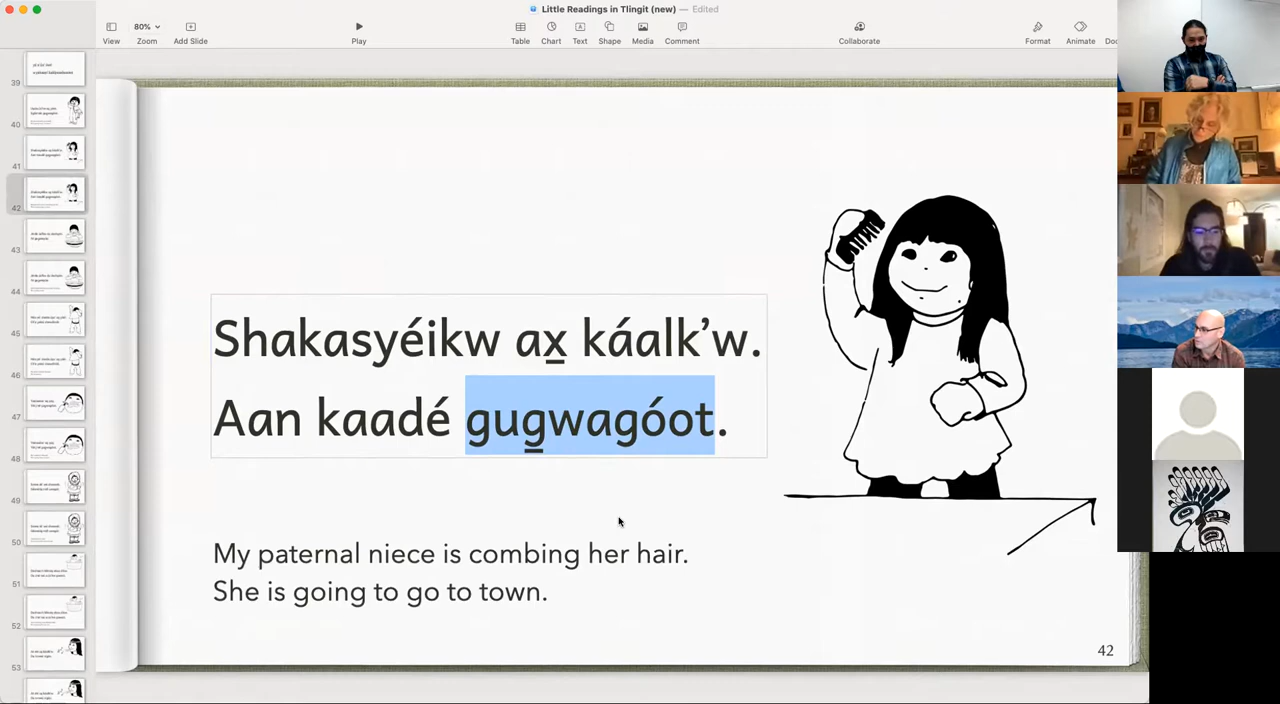 Little Readings in Tlingit (new) — Edited
80%
View
Zoom
Add Slide
Play
Table
Chart
Text
Shape
Media
Comment
Collaborate
Format
Animate
39
40
41
42
43
44
45
46
47
48
49
50
51
52
53
Shakasyéikw ax̱ káalk’w.
Aan kaadé gug̱wagóot.
My paternal niece is combing her hair.
She is going to go to town.
42